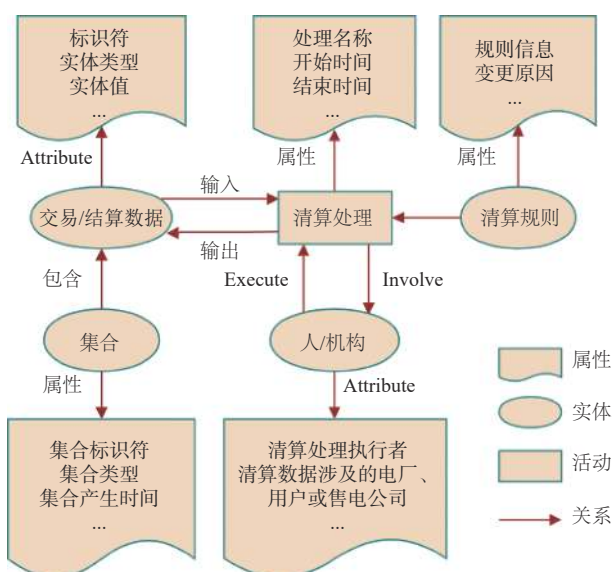 标识符
实体类型
实体值
...
处理名称
开始时间
结束时间
...
规则信息
变更原因
...
Attribute
属性
属性
交易/结算数据
输入
输出
清算处理
清算规则
包含
Execute
Involve
集合
人/机构
属性
Attribute
集合标识符
集合类型
集合产生时间
...
清算处理执行者
清算数据涉及的电厂、
用户或售电公司
...
属性
实体
活动
关系